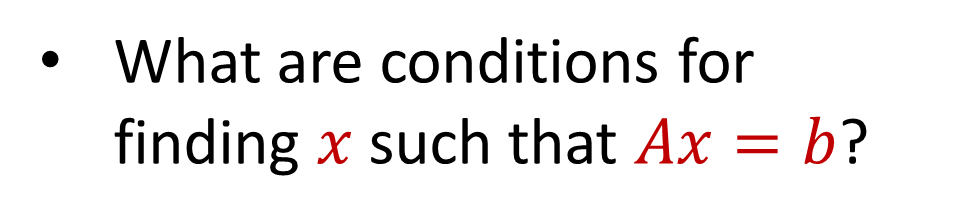 • What are conditions for
finding x such that Ax = b?